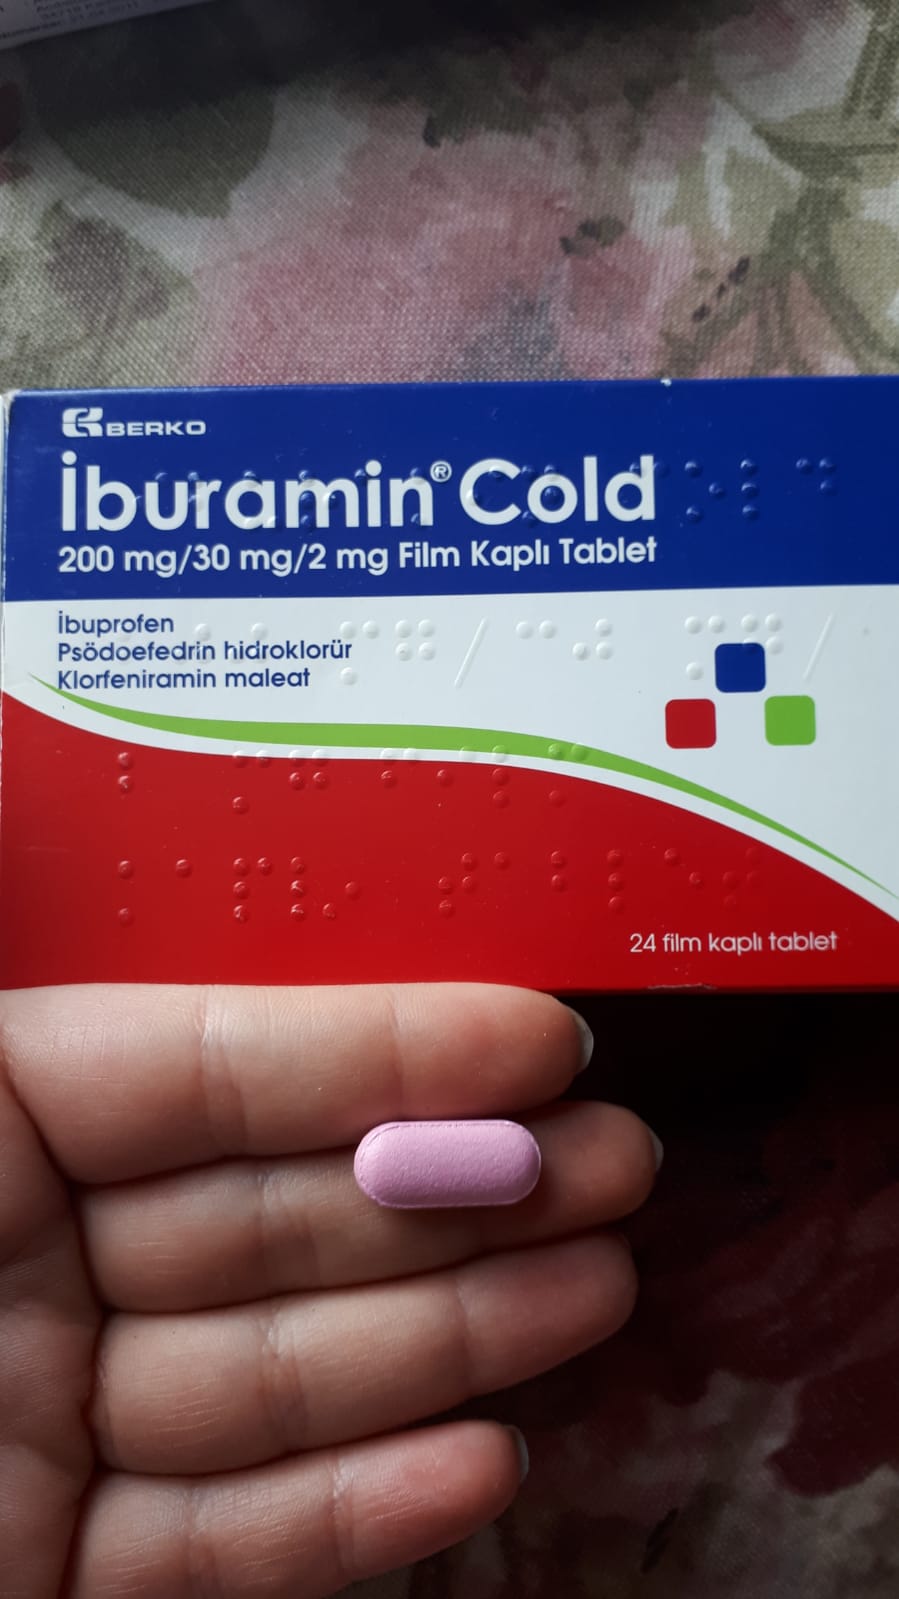 BERKO
İburamin® Cold
200 mg/30 mg/2 mg Film Kaplı Tablet
İbuprofen
Psödoefedrin hidroklorür
Klorfeniramin maleat
24 film kaplı tablet